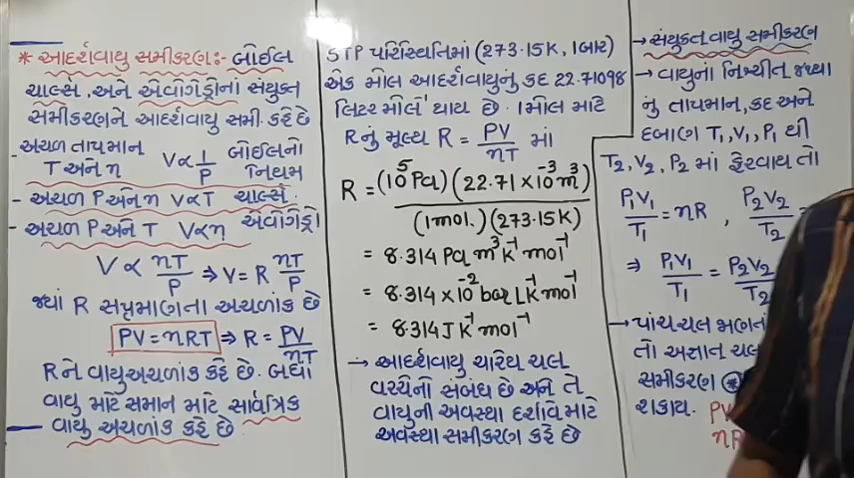 * આદર્શવાયુ સમીકરણ:- બોઈલ
ચાર્લ્સ, અને એવોગેડ્રોનાં સંયુક્ત
સમીકરણને આદર્શવાયુ સમી. કહે છે
- અચળ તાપમાન T અને n V∝1/P બોઈલનો નિયમ
- અચળ P અને n V∝T ચાર્લ્સ
- અચળ P અને T V∝n એવોગેડ્રો
V ∝ nT/P ⇒ V = R nT/P
જ્યાં R સપ્રમાણતા અચળાંક છે
PV = nRT ⇒ R = PV/nT
R ને વાયુઅચળાંક કહે છે. બધા
વાયુ માટે સમાન માટે સાર્વત્રિક
વાયુ અચળાંક કહે છે
STP પરિસ્થિતિમાં (273.15K, 1બાર)
એક મોલ આદર્શવાયુનું કદ 22.71098
લિટર મોલ⁻¹ થાય છે. 1મોલ માટે
R નું મૂલ્ય R = PV/nT માં
R = (10⁵Pa)(22.71×10⁻³m³)/(1mol.)(273.15K)
= 8.314 Pa m³ K⁻¹ mol⁻¹
= 8.314 × 10⁻² bar L K⁻¹ mol⁻¹
= 8.314 J K⁻¹ mol⁻¹
→ આદર્શવાયુ ચારેય ચલ
વચ્ચેનો સંબંધ છે અને તે
વાયુની અવસ્થા દર્શાવે માટે
અવસ્થા સમીકરણ કહે છે
→ સંયુક્ત વાયુ સમીકરણ
→ વાયુનાં નિશ્ચીત જથ્થા
નું તાપમાન, કદ અને
દબાણ T₁, V₁, P₁ થી
T₂, V₂, P₂ માં ફેરવાય તો
P₁V₁/T₁ = nR , P₂V₂/T₂ =
⇒ P₁V₁/T₁ = P₂V₂/T₂
→ પાંચ ચલ
તો અજ્ઞાત ચલ
સમીકરણ *
શકાય. PV
nR